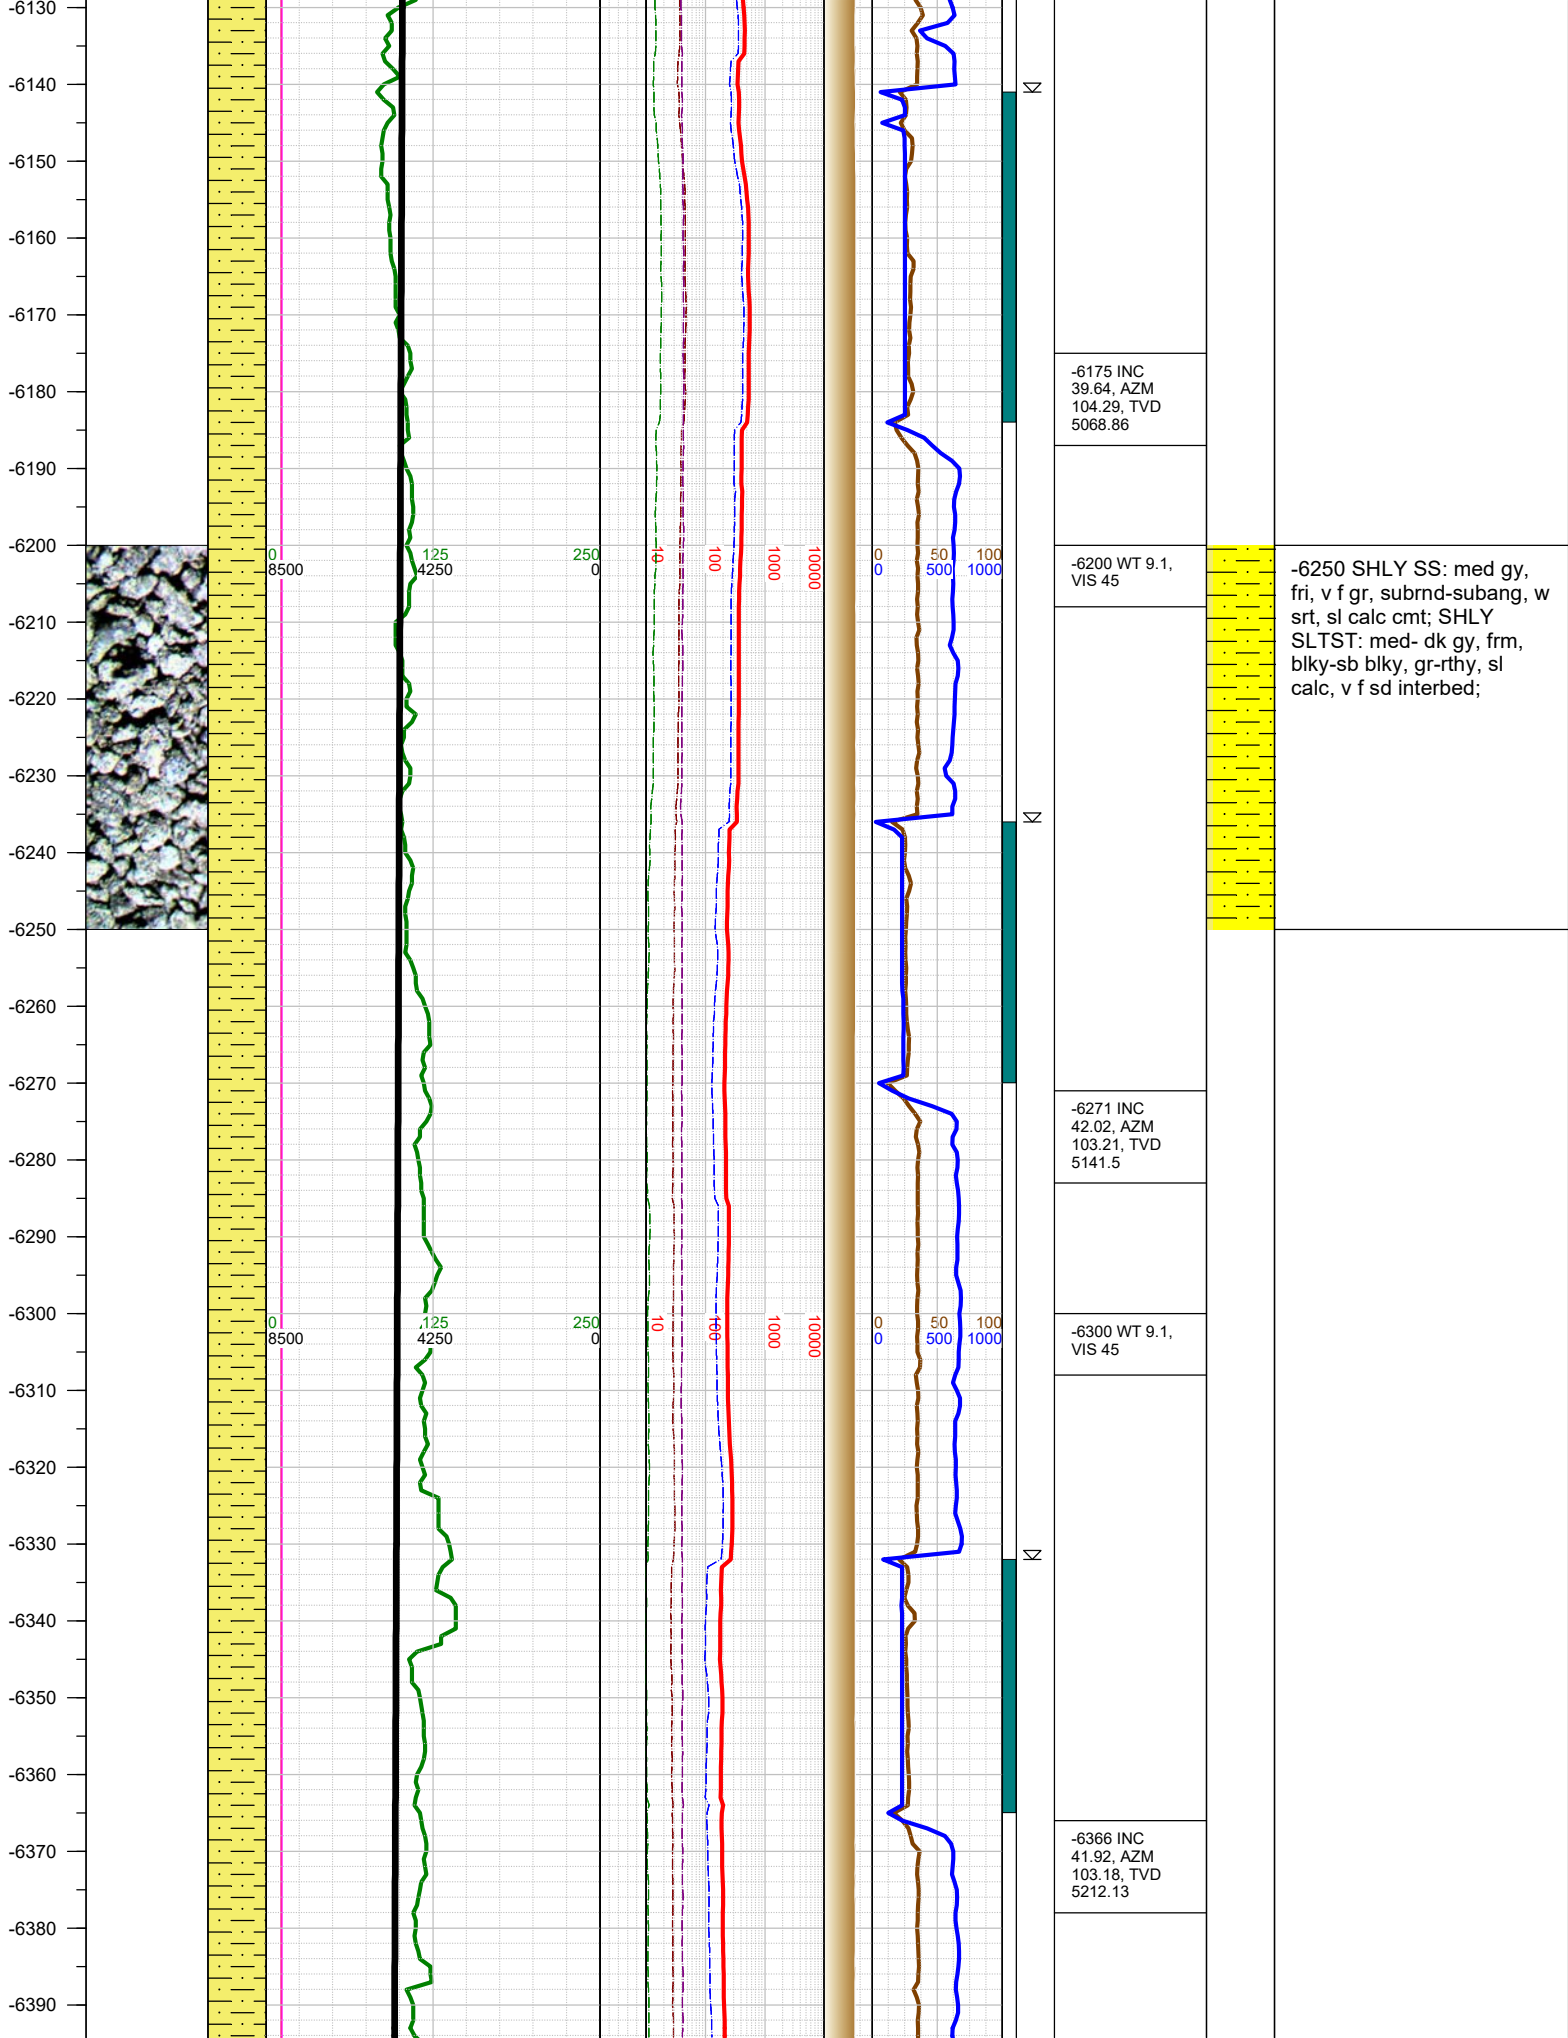 -6130
-6140
-6150
-6160
-6170
-6175 INC
39.64, AZM
104.29, TVD
5068.86
-6180
-6190
-6200
0 125 250
8500 4250 0
10 100 1000 10000
0 50 100
0 500 1000
-6200 WT 9.1,
VIS 45
-6250 SHLY SS: med gy,
fri, v f gr, subrnd-subang, w
srt, sl calc cmt; SHLY
SLTST: med- dk gy, frm,
blky-sb blky, gr-rthy, sl
calc, v f sd interbed;
-6210
-6220
-6230
-6240
-6250
-6260
-6270
-6271 INC
42.02, AZM
103.21, TVD
5141.5
-6280
-6290
-6300
0 125 250
8500 4250 0
10 100 1000 10000
0 50 100
0 500 1000
-6300 WT 9.1,
VIS 45
-6310
-6320
-6330
-6340
-6350
-6360
-6366 INC
41.92, AZM
103.18, TVD
5212.13
-6370
-6380
-6390